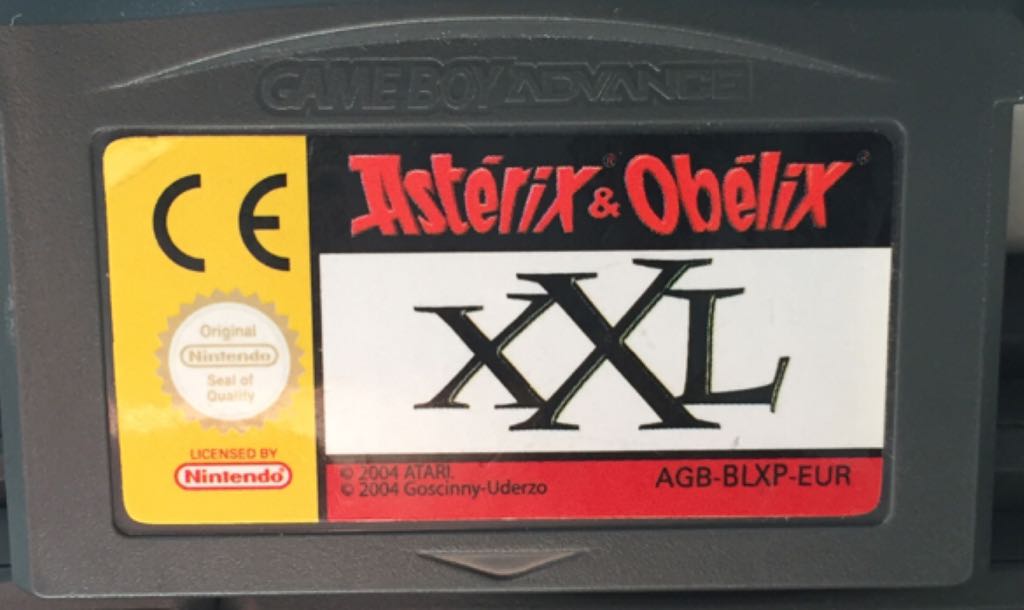 GAME BOY ADVANCE
CE
Astérix® & Obélix®
XXL
Original
Nintendo
Seal of
Quality
LICENSED BY
Nintendo®
© 2004 ATARI.
© 2004 Goscinny-Uderzo
AGB-BLXP-EUR